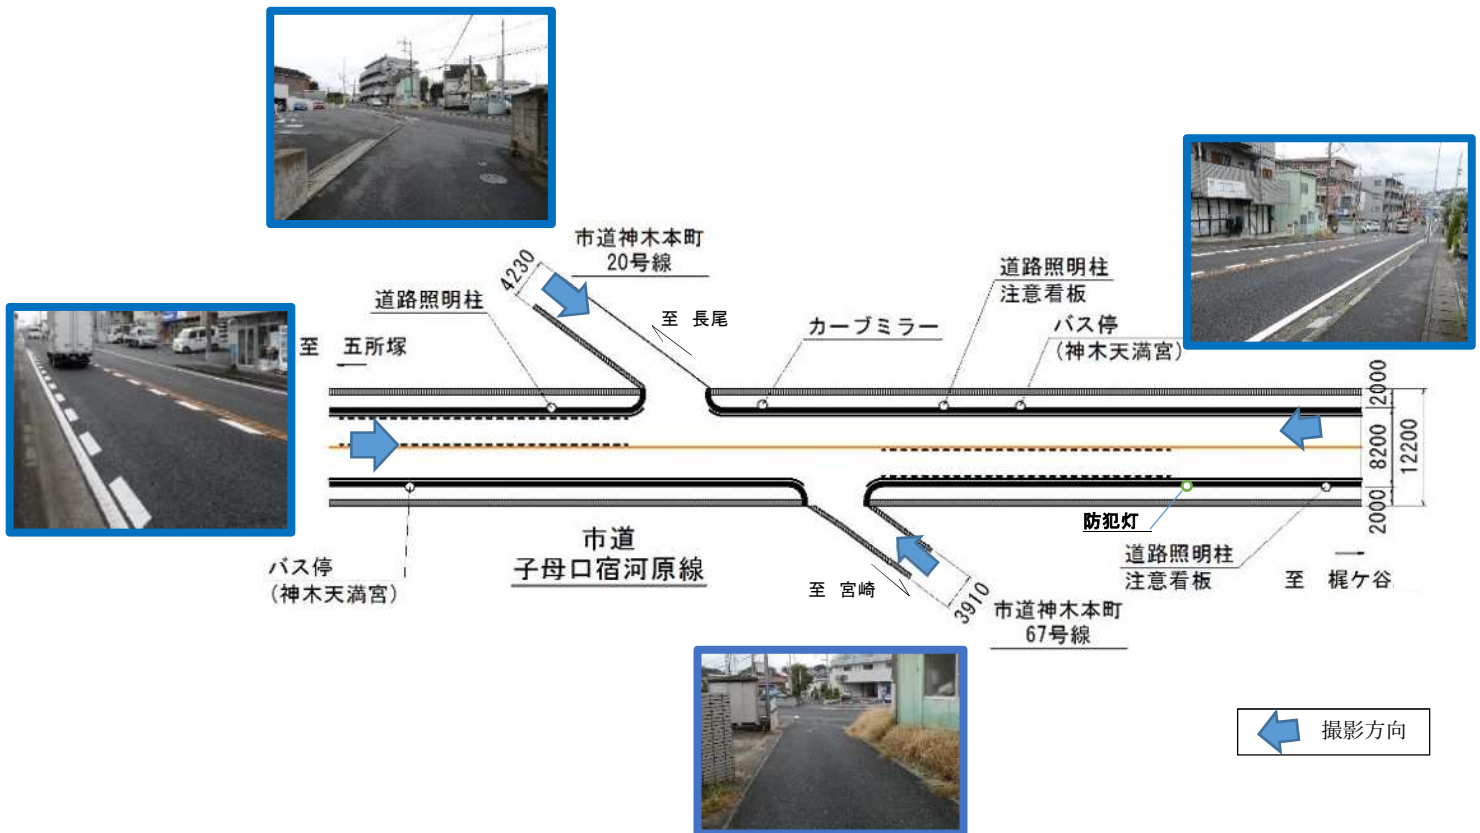 市道神木本町
20号線
4230
道路照明柱
至 長尾
道路照明柱
注意看板
カーブミラー
バス停
(神木天満宮)
至 五所塚
2000
8200
12200
2000
防犯灯
市道
子母口宿河原線
バス停
(神木天満宮)
道路照明柱
注意看板
至 梶ケ谷
至 宮崎
3910
市道神木本町
67号線
撮影方向